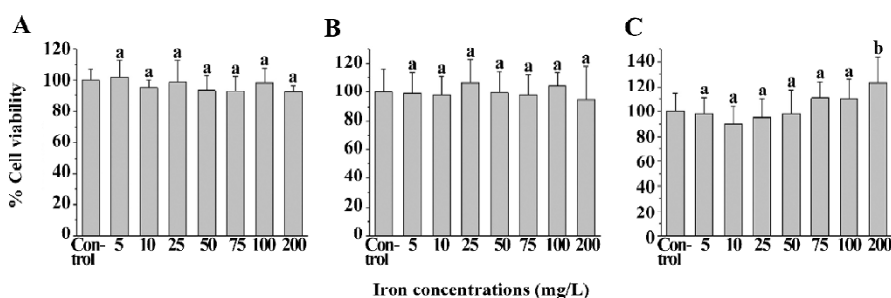 A
% Cell viability
120
100
80
60
40
20
0
a a a a a a a
Con-
trol 5 10 25 50 75 100 200
B
120
100
80
60
40
20
0
a a a a a a a
Con-
trol 5 10 25 50 75 100 200
C
140
120
100
80
60
40
20
0
a a a a a a b
Con-
trol 5 10 25 50 75 100 200
Iron concentrations (mg/L)